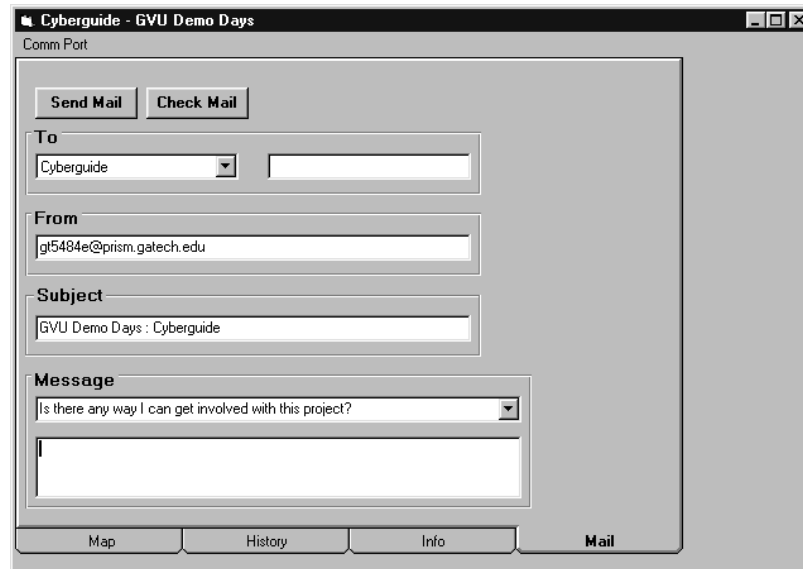 Cyberguide - GVU Demo Days
Comm Port
Send Mail Check Mail
To
Cyberguide
From
gt5484e@prism.gatech.edu
Subject
GVU Demo Days : Cyberguide
Message
Is there any way I can get involved with this project?
Map History Info Mail